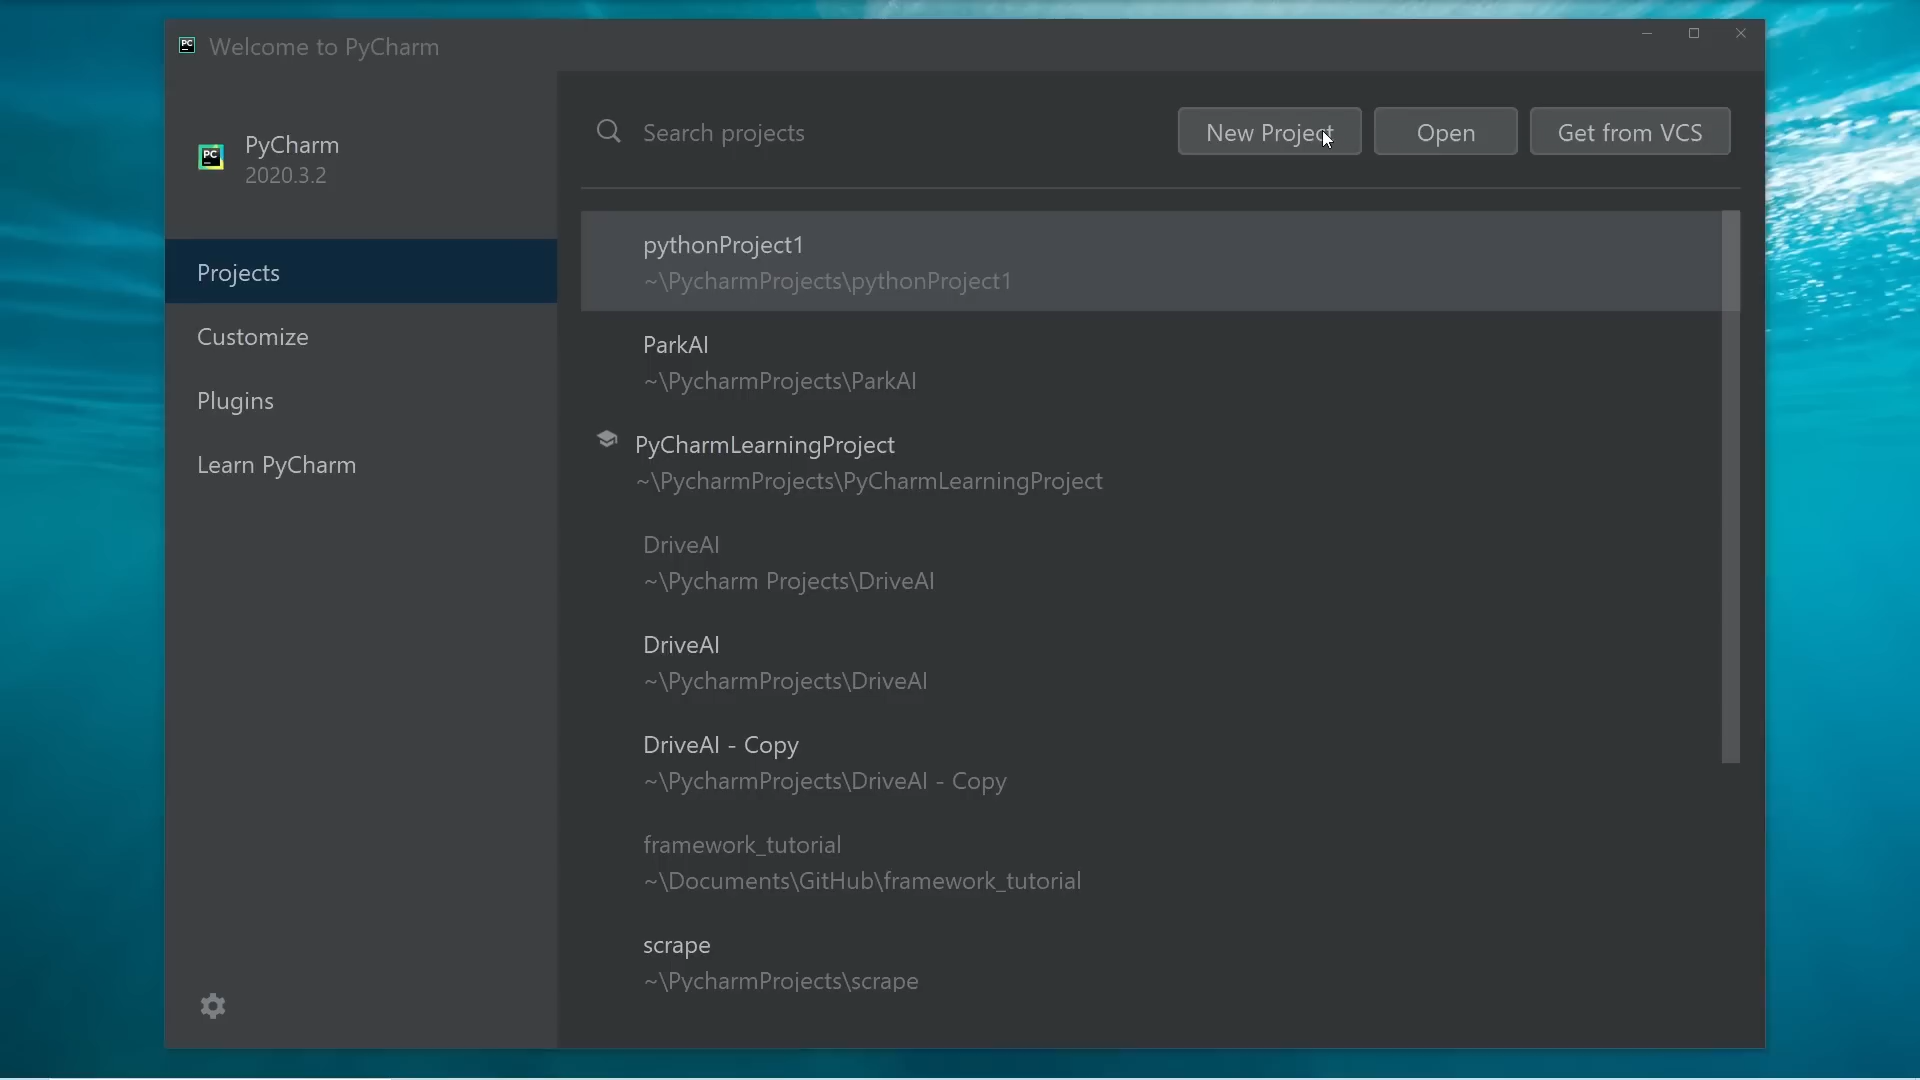 Welcome to PyCharm
PyCharm
2020.3.2
Projects
Customize
Plugins
Learn PyCharm
Search projects
New Project
Open
Get from VCS
pythonProject1
~\PycharmProjects\pythonProject1
ParkAI
~\PycharmProjects\ParkAI
PyCharmLearningProject
~\PycharmProjects\PyCharmLearningProject
DriveAI
~\Pycharm Projects\DriveAI
DriveAI
~\PycharmProjects\DriveAI
DriveAI - Copy
~\PycharmProjects\DriveAI - Copy
framework_tutorial
~\Documents\GitHub\framework_tutorial
scrape
~\PycharmProjects\scrape